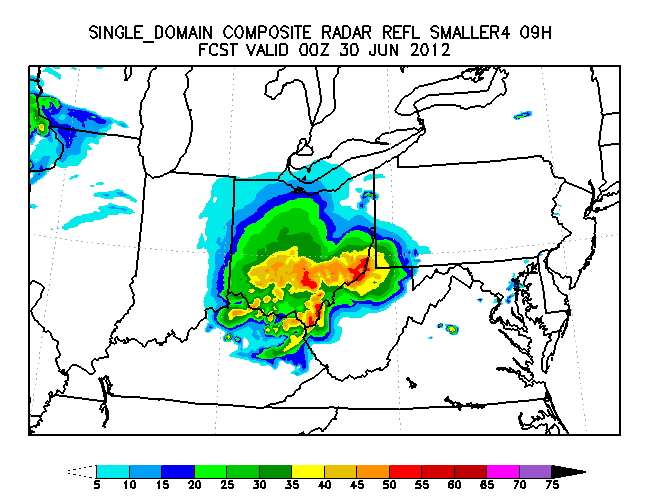 SINGLE_DOMAIN COMPOSITE RADAR REFL SMALLER4 09H
FCST VALID 00Z 30 JUN 2012
5 10 15 20 25 30 35 40 45 50 55 60 65 70 75